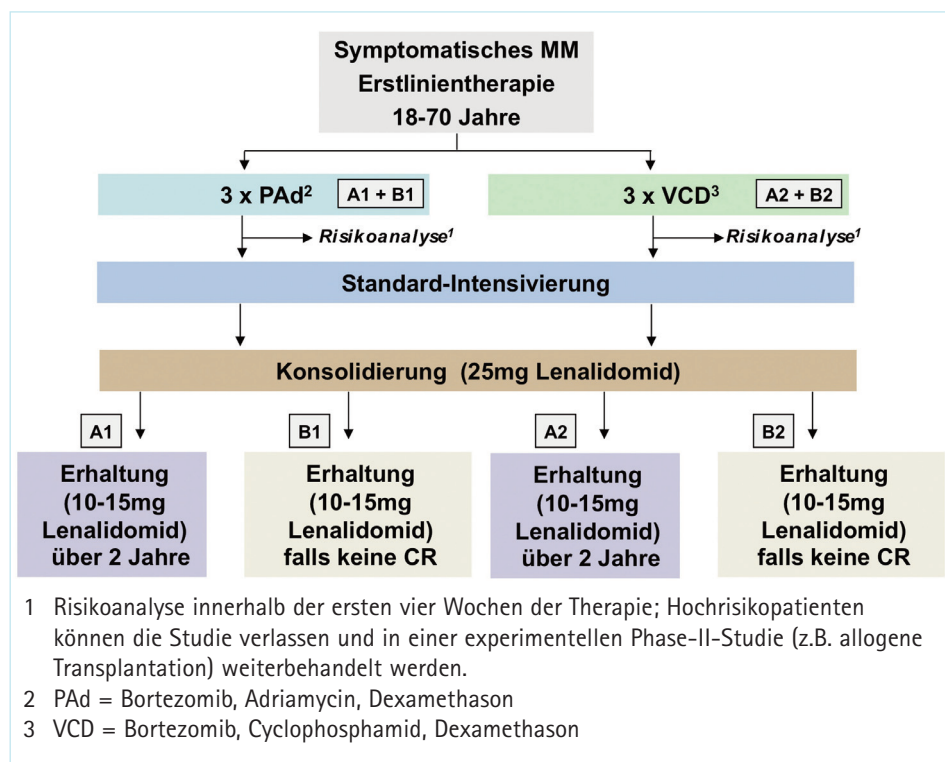 Symptomatisches MM
Erstlinientherapie
18-70 Jahre
3 x PAd²
A1 + B1
3 x VCD³
A2 + B2
Risikoanalyse¹
Risikoanalyse¹
Standard-Intensivierung
Konsolidierung (25mg Lenalidomid)
A1
B1
A2
B2
Erhaltung
(10-15mg
Lenalidomid)
über 2 Jahre
Erhaltung
(10-15mg
Lenalidomid)
falls keine CR
Erhaltung
(10-15mg
Lenalidomid)
über 2 Jahre
Erhaltung
(10-15mg
Lenalidomid)
falls keine CR
1 Risikoanalyse innerhalb der ersten vier Wochen der Therapie; Hochrisikopatienten
können die Studie verlassen und in einer experimentellen Phase-II-Studie (z.B. allogene
Transplantation) weiterbehandelt werden.
2 PAd = Bortezomib, Adriamycin, Dexamethason
3 VCD = Bortezomib, Cyclophosphamid, Dexamethason